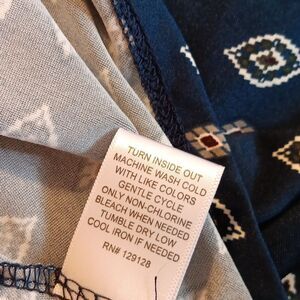 TURN INSIDE OUT
MACHINE WASH COLD
WITH LIKE COLORS
GENTLE CYCLE
ONLY NON-CHLORINE
BLEACH WHEN NEEDED
TUMBLE DRY LOW
COOL IRON IF NEEDED
RN# 129128